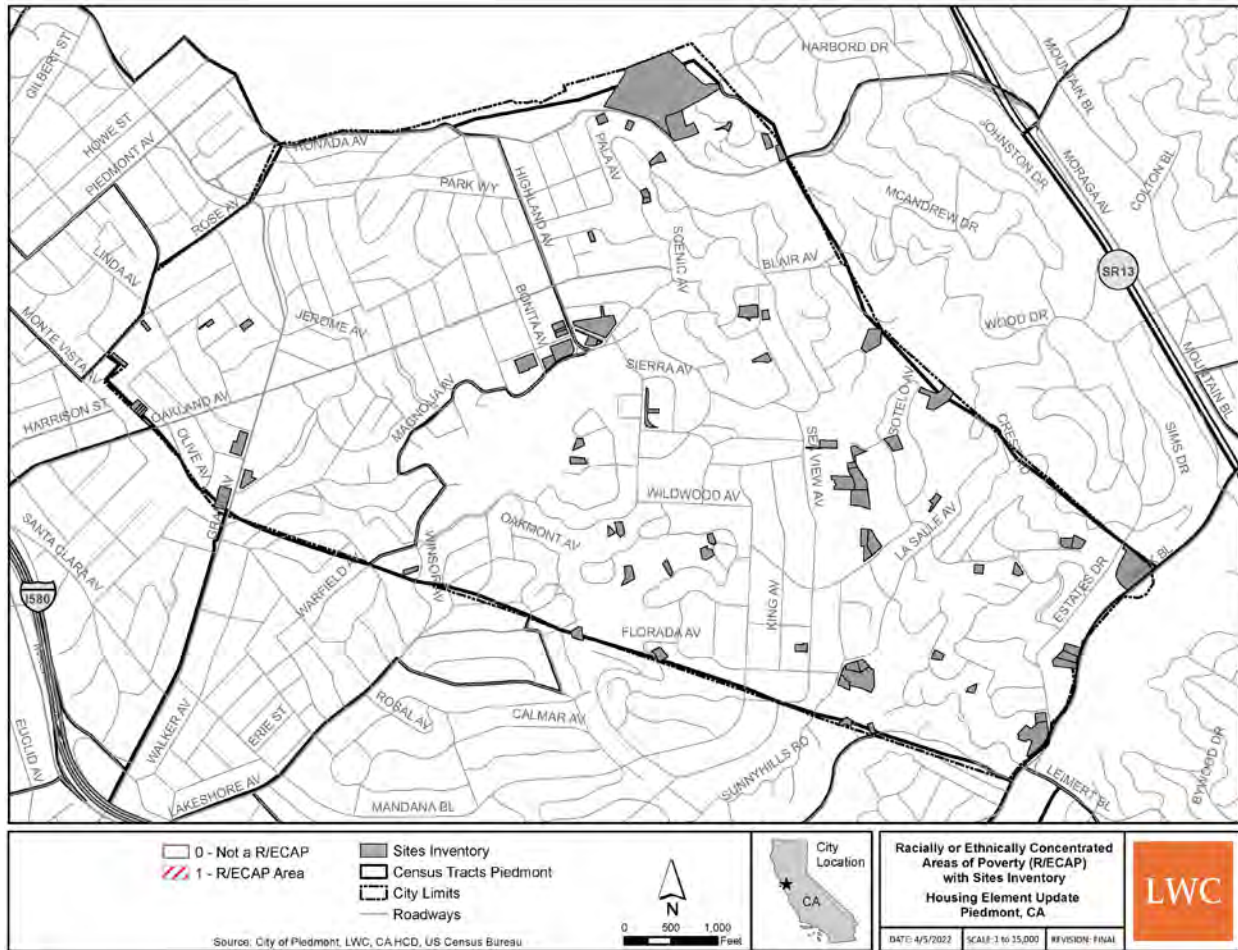 HARBORD DR
GILBERT ST
MOUNTAIN BL
HOWE ST
PIEDMONT AV
JOHNSTON DR
MORAGA AV
COLTON BL
PALA AV
HIGHLAND AV
PARK WY
ROSE AV
MCANDREW DR
LINDA AV
SCENIC AV
BLAIR AV
SR13
MONTE VISTA AV
JEROME AV
BONITA AV
WOOD DR
MOUNTAIN BL
SIERRA AV
HARRISON ST
OAKLAND AV
MAGNOLIA AV
SOTELO AV
OLIVE AV
SEA VIEW AV
SIMS DR
WILDWOOD AV
OAKMONT AV
LA SALLE AV
SANTA CLARA AV
WINSOR AV
WARFIELD AV
ESTATES DR
BL
I580
KING AV
FLORADA AV
ROSAL AV
CALMAR AV
WALKER AV
ERIE ST
EUCLID AV
SUNNYHILLS RD
BYWOOD DR
LAKESHORE AV
MANDANA BL
LEIMERT BL
0 - Not a R/ECAP
1 - R/ECAP Area
Sites Inventory
Census Tracts Piedmont
City Limits
Roadways
Source: City of Piedmont, LWC, CA HCD, US Census Bureau
N
0 500 1,000
Feet
City
Location
CA
Racially or Ethnically Concentrated
Areas of Poverty (R/ECAP)
with Sites Inventory
Housing Element Update
Piedmont, CA
DATE: 4/5/2022 SCALE: 1 to 15,000 REVISION: FINAL
LWC